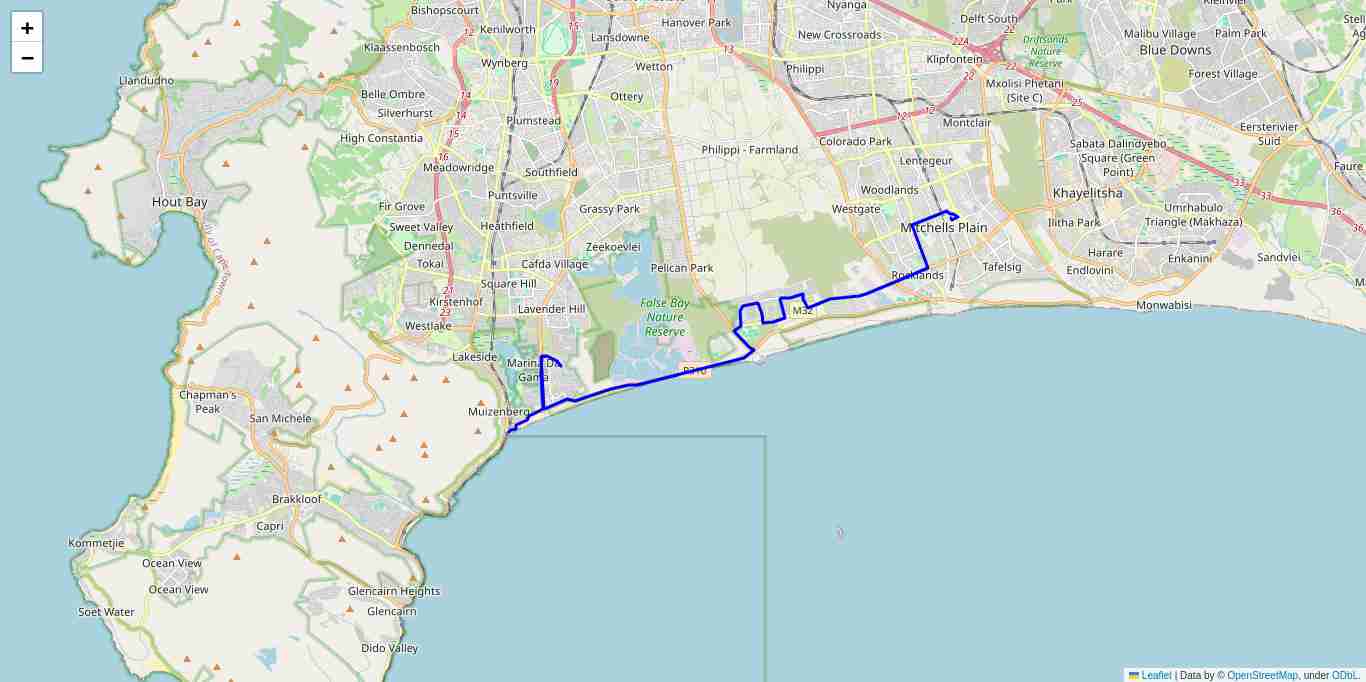 +
−
Bishopscourt
Kenilworth
Lansdowne
Hanover Park
Nyanga
Delft South
Kleinvlei
Klaassenbosch
Wynberg
Wetton
13
New Crossroads
22A
Driftsands
Nature
Reserve
Malibu Village
Palm Park
Blue Downs
Llandudno
15
Philippi
Klipfontein
22
Forest Village
Belle Ombre
19
14
Ottery
Mxolisi Phetani
(Site C)
25
Silverhurst
Plumstead
12
Montclair
Eersterivier
Suid
High Constantia
15
Philippi - Farmland
Colorado Park
Sabata Dalindyebo
Square (Green
Point)
16
Meadowridge
Southfield
Lentegeur
Faure
33
Hout Bay
Puntsville
Woodlands
Khayelitsha
Fir Grove
Grassy Park
Westgate
Umrhabulo
Triangle (Makhaza)
36
City of Cape Town
Sweet Valley
Heathfield
Mitchells Plain
Ilitha Park
Dennedal
Zeekoevlei
Harare
Tokai
Cafda Village
Pelican Park
Rocklands
Tafelsig
Endlovini
Enkanini
Sandvlei
21
Square Hill
Kirstenhof
Lavender Hill
False Bay
Nature
Reserve
M32
Monwabisi
Westlake
Lakeside
Marina Da
Gama
R310
Chapman's
Peak
San Michele
Muizenberg
Brakkloof
Capri
Kommetjie
Ocean View
Ocean View
Glencairn Heights
Soet Water
Glencairn
Dido Valley
Leaflet | Data by © OpenStreetMap, under ODbL.